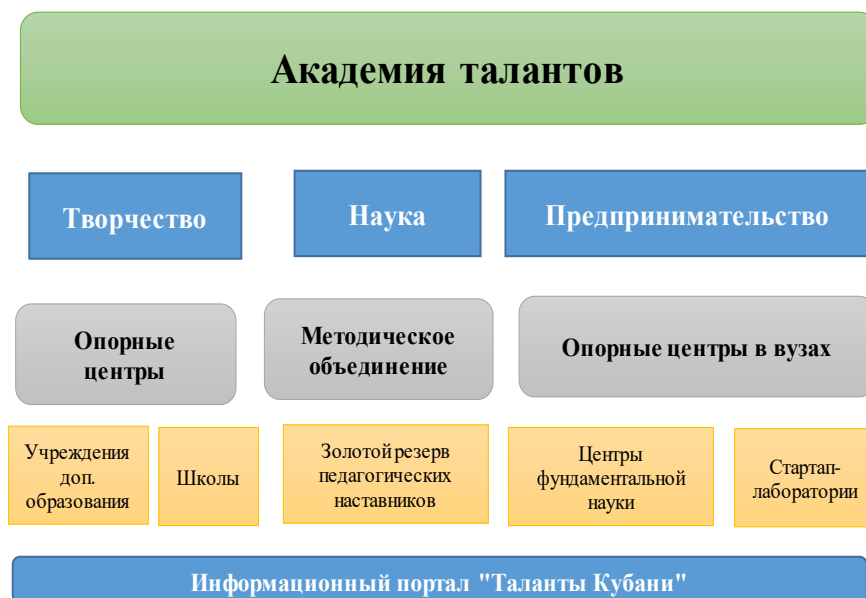 Академия талантов
Творчество
Наука
Предпринимательство
Опорные
центры
Методическое
объединение
Опорные центры в вузах
Учреждения
доп.
образования
Школы
Золотой резерв
педагогических
наставников
Центры
фундаментальной
науки
Стартап-
лаборатории
Информационный портал "Таланты Кубани"